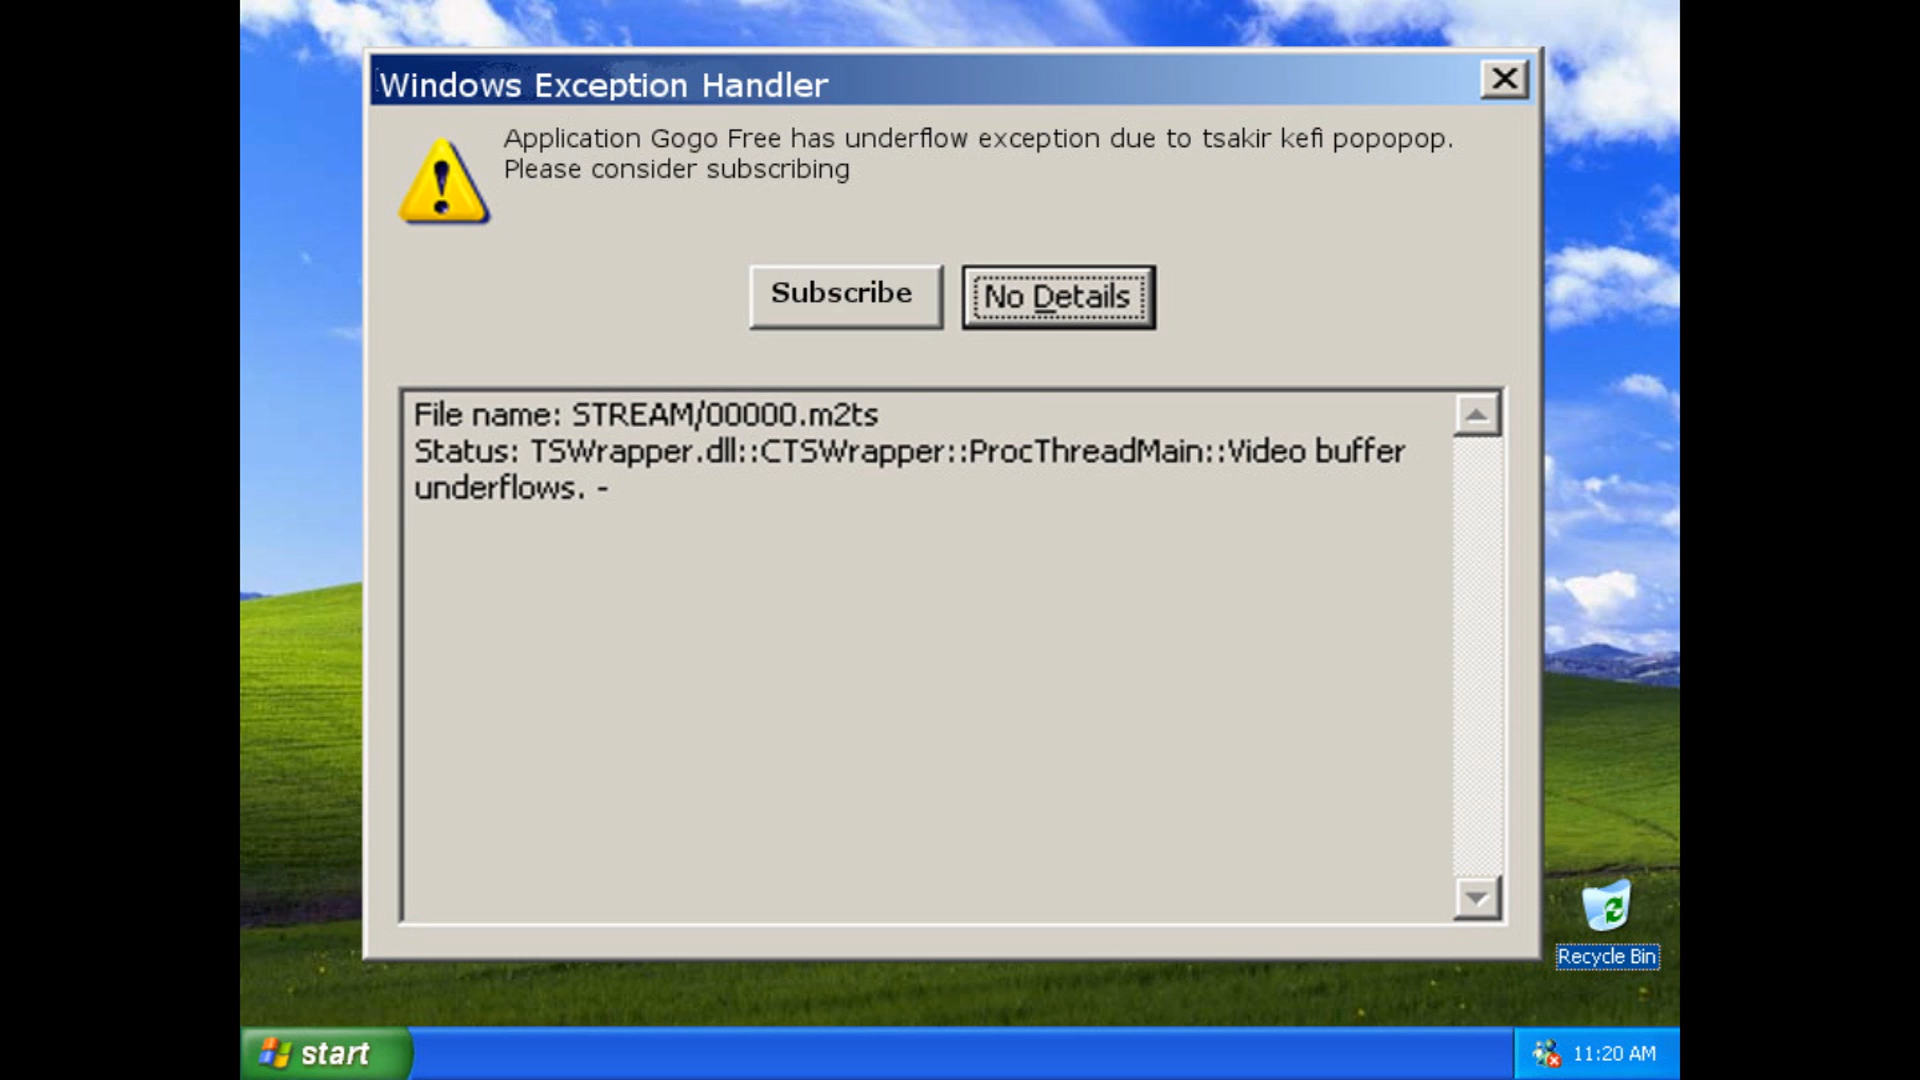 Windows Exception Handler
Application Gogo Free has underflow exception due to tsakir kefi popopop.
Please consider subscribing
Subscribe
No Details
File name: STREAM/00000.m2ts
Status: TSWrapper.dll::CTSWrapper::ProcThreadMain::Video buffer
underflows. -
Recycle Bin
start
11:20 AM